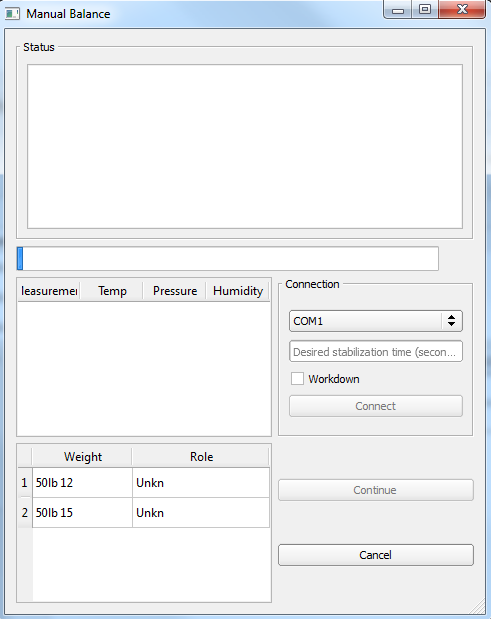 Manual Balance
Status
leasuremen Temp Pressure Humidity
Connection
COM1
Desired stabilization time (secon...
Workdown
Connect
Weight Role
1 50lb 12 Unkn
2 50lb 15 Unkn
Continue
Cancel